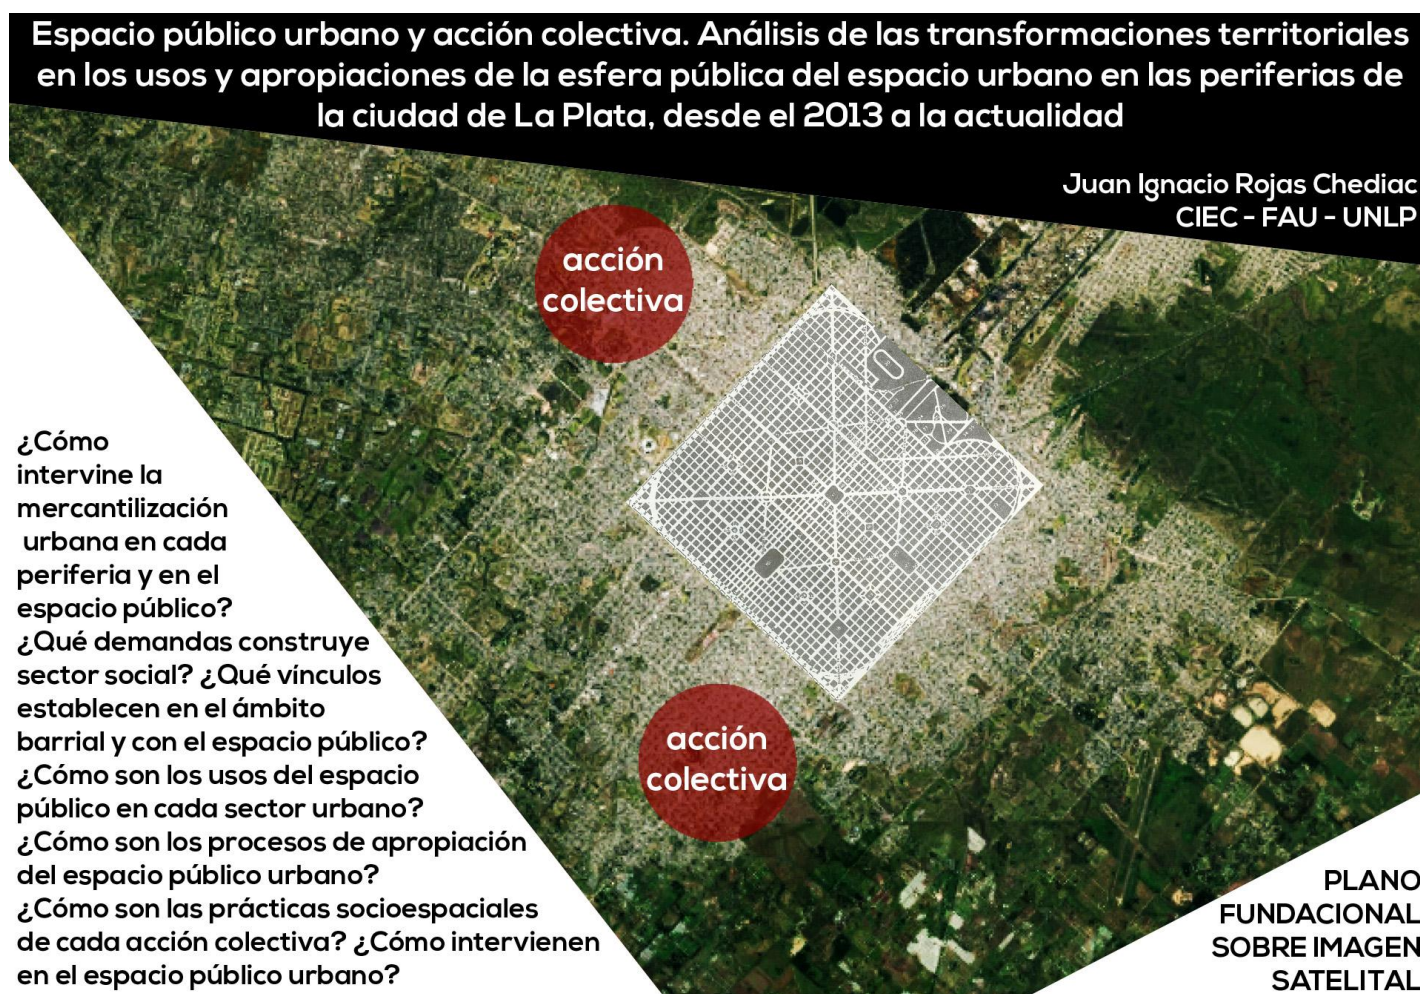 Espacio público urbano y acción colectiva. Análisis de las transformaciones territoriales
en los usos y apropiaciones de la esfera pública del espacio urbano en las periferias de
la ciudad de La Plata, desde el 2013 a la actualidad
Juan Ignacio Rojas Chediac
CIEC - FAU - UNLP
acción
colectiva
acción
colectiva
¿Cómo
intervine la
mercantilización
urbana en cada
periferia y en el
espacio público?
¿Qué demandas construye
sector social? ¿Qué vínculos
establecen en el ámbito
barrial y con el espacio público?
¿Cómo son los usos del espacio
público en cada sector urbano?
¿Cómo son los procesos de apropiación
del espacio público urbano?
¿Cómo son las prácticas socioespaciales
de cada acción colectiva? ¿Cómo intervienen
en el espacio público urbano?
PLANO
FUNDACIONAL
SOBRE IMAGEN
SATELITAL